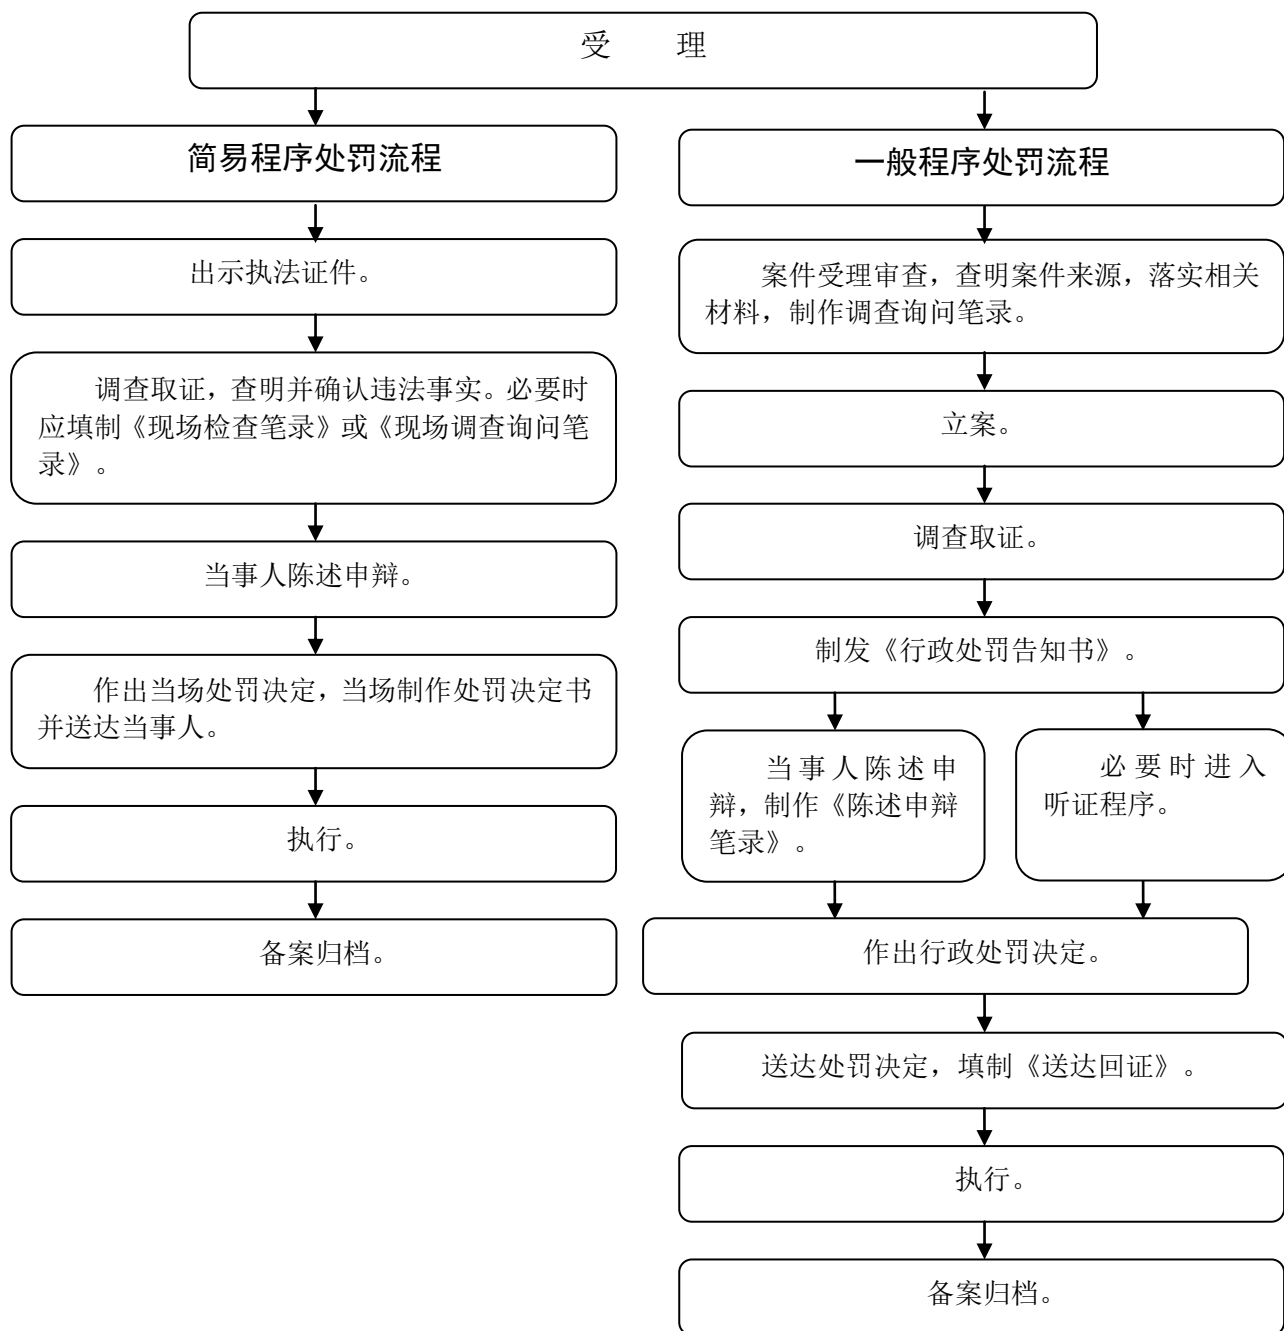 受 理
简易程序处罚流程
出示执法证件。
调查取证，查明并确认违法事实。必要时
应填制《现场检查笔录》或《现场调查询问笔
录》。
当事人陈述申辩。
作出当场处罚决定，当场制作处罚决定书
并送达当事人。
执行。
备案归档。
一般程序处罚流程
案件受理审查，查明案件来源，落实相关
材料，制作调查询问笔录。
立案。
调查取证。
制发《行政处罚告知书》。
当事人陈述申
辩，制作《陈述申辩
笔录》。
必要时进入
听证程序。
作出行政处罚决定。
送达处罚决定，填制《送达回证》。
执行。
备案归档。